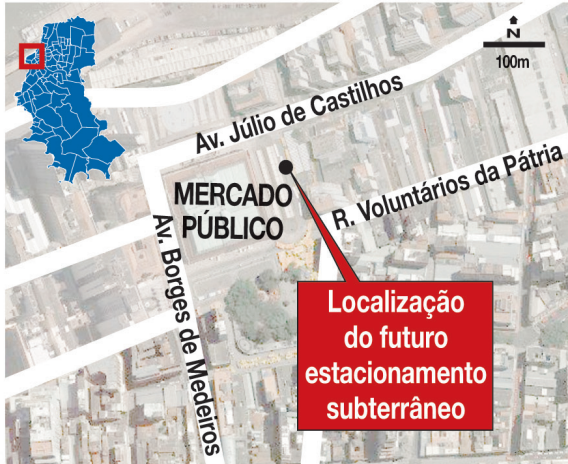 N
100m
Av. Júlio de Castilhos
MERCADO
PÚBLICO
R. Voluntários da Pátria
Av. Borges de Medeiros
Localização
do futuro
estacionamento
subterrâneo